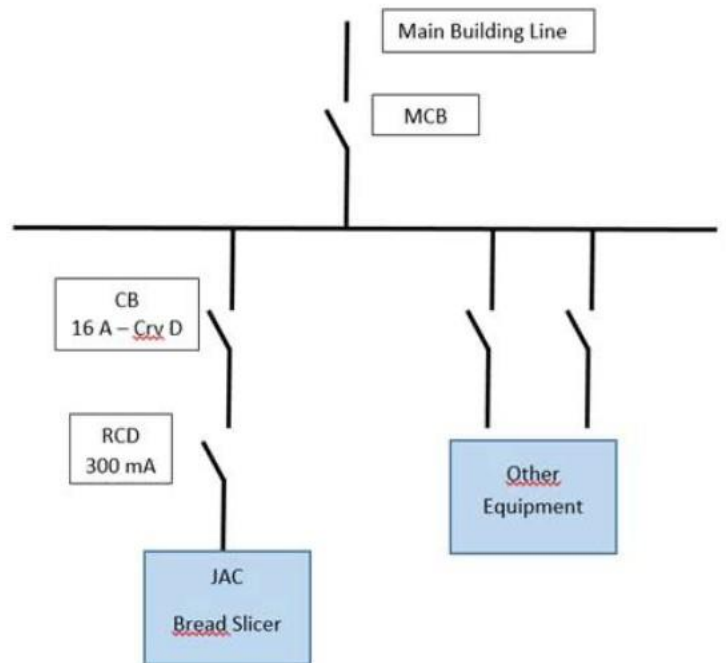 Main Building Line
MCB
CB
16 A – Crv D
RCD
300 mA
Other
Equipment
JAC
Bread Slicer